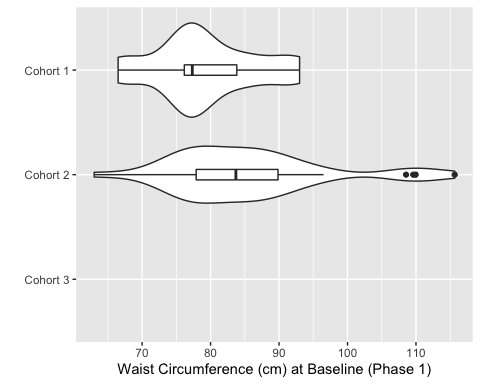 Cohort 1
Cohort 2
Cohort 3
70 80 90 100 110
Waist Circumference (cm) at Baseline (Phase 1)